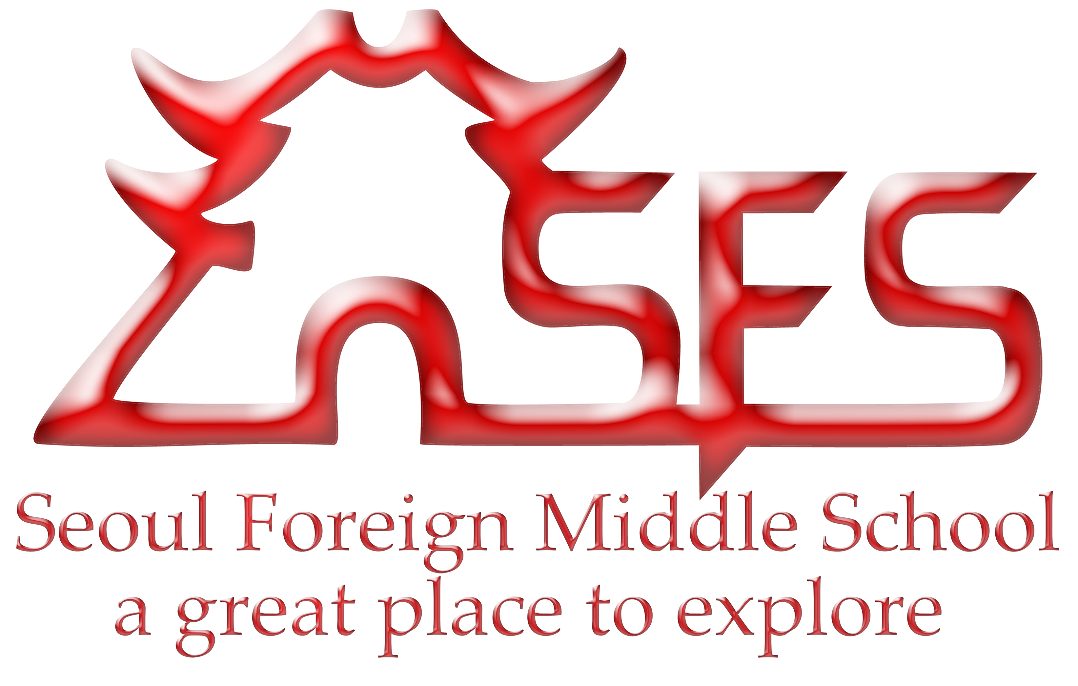 SFS
Seoul Foreign Middle School
a great place to explore